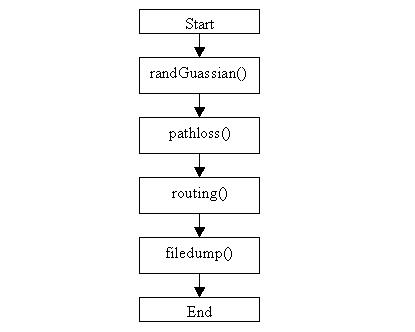 Start
randGuassian()
pathloss()
routing()
filedump()
End